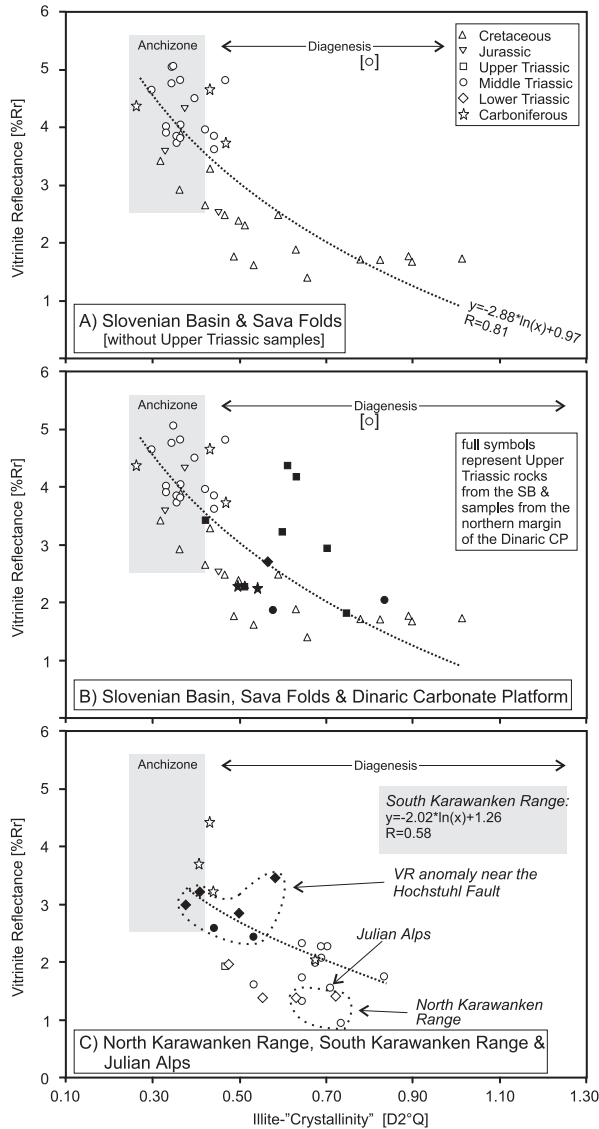 6
5
4
3
2
1
Vitrinite Reflectance [%Rr]
Anchizone
Diagenesis
[ ]
Cretaceous
Jurassic
Upper Triassic
Middle Triassic
Lower Triassic
Carboniferous
y=-2.88*ln(x)+0.97
R=0.81
A) Slovenian Basin & Sava Folds
[without Upper Triassic samples]
6
5
4
3
2
1
Vitrinite Reflectance [%Rr]
Anchizone
Diagenesis
[ ]
full symbols
represent Upper
Triassic rocks
from the SB &
samples from the
northern margin
of the Dinaric CP
B) Slovenian Basin, Sava Folds & Dinaric Carbonate Platform
6
5
4
3
2
1
0
Vitrinite Reflectance [%Rr]
Anchizone
Diagenesis
South Karawanken Range:
y=-2.02*ln(x)+1.26
R=0.58
VR anomaly near the
Hochstuhl Fault
Julian Alps
North Karawanken
Range
C) North Karawanken Range, South Karawanken Range &
Julian Alps
0.10 0.30 0.50 0.70 0.90 1.10 1.30
Illite-"Crystallinity" [D2°Q]